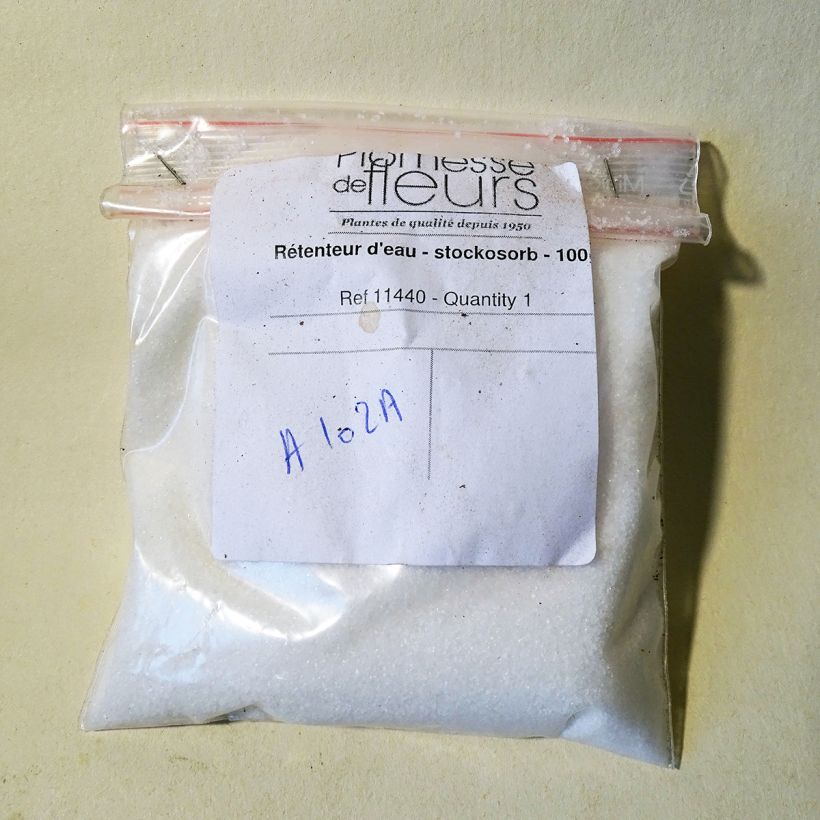 Promesse
de fleurs
Plantes de qualité depuis 1950
Rétenteur d'eau - stockosorb - 100
Ref 11440 - Quantity 1
A 102A